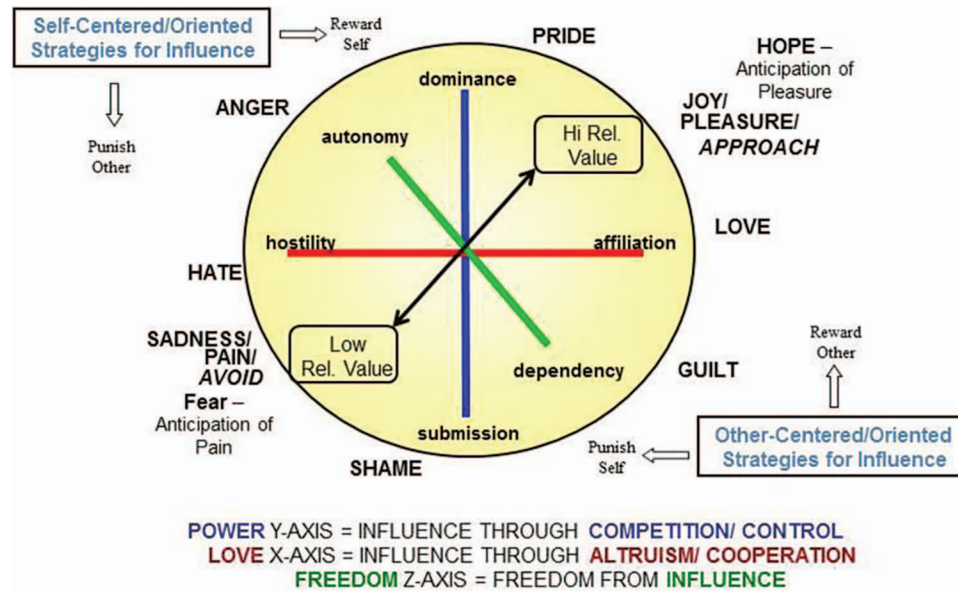 Self-Centered/Oriented
Strategies for Influence
Reward
Self
PRIDE
HOPE –
Anticipation of
Pleasure
Punish
Other
ANGER
dominance
autonomy
Hi Rel.
Value
JOY/
PLEASURE/
APPROACH
hostility
affiliation
LOVE
HATE
SADNESS/
PAIN/
AVOID
Fear –
Anticipation of
Pain
Low
Rel. Value
dependency
submission
GUILT
SHAME
Reward
Other
Punish
Self
Other-Centered/Oriented
Strategies for Influence
POWER Y-AXIS = INFLUENCE THROUGH COMPETITION/ CONTROL
LOVE X-AXIS = INFLUENCE THROUGH ALTRUISM/ COOPERATION
FREEDOM Z-AXIS = FREEDOM FROM INFLUENCE